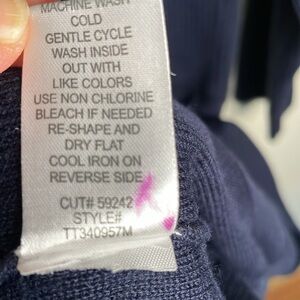 MACHINE WASH
COLD
GENTLE CYCLE
WASH INSIDE
OUT WITH
LIKE COLORS
USE NON CHLORINE
BLEACH IF NEEDED
RE-SHAPE AND
DRY FLAT
COOL IRON ON
REVERSE SIDE
CUT# 59242
STYLE#
TT340957M